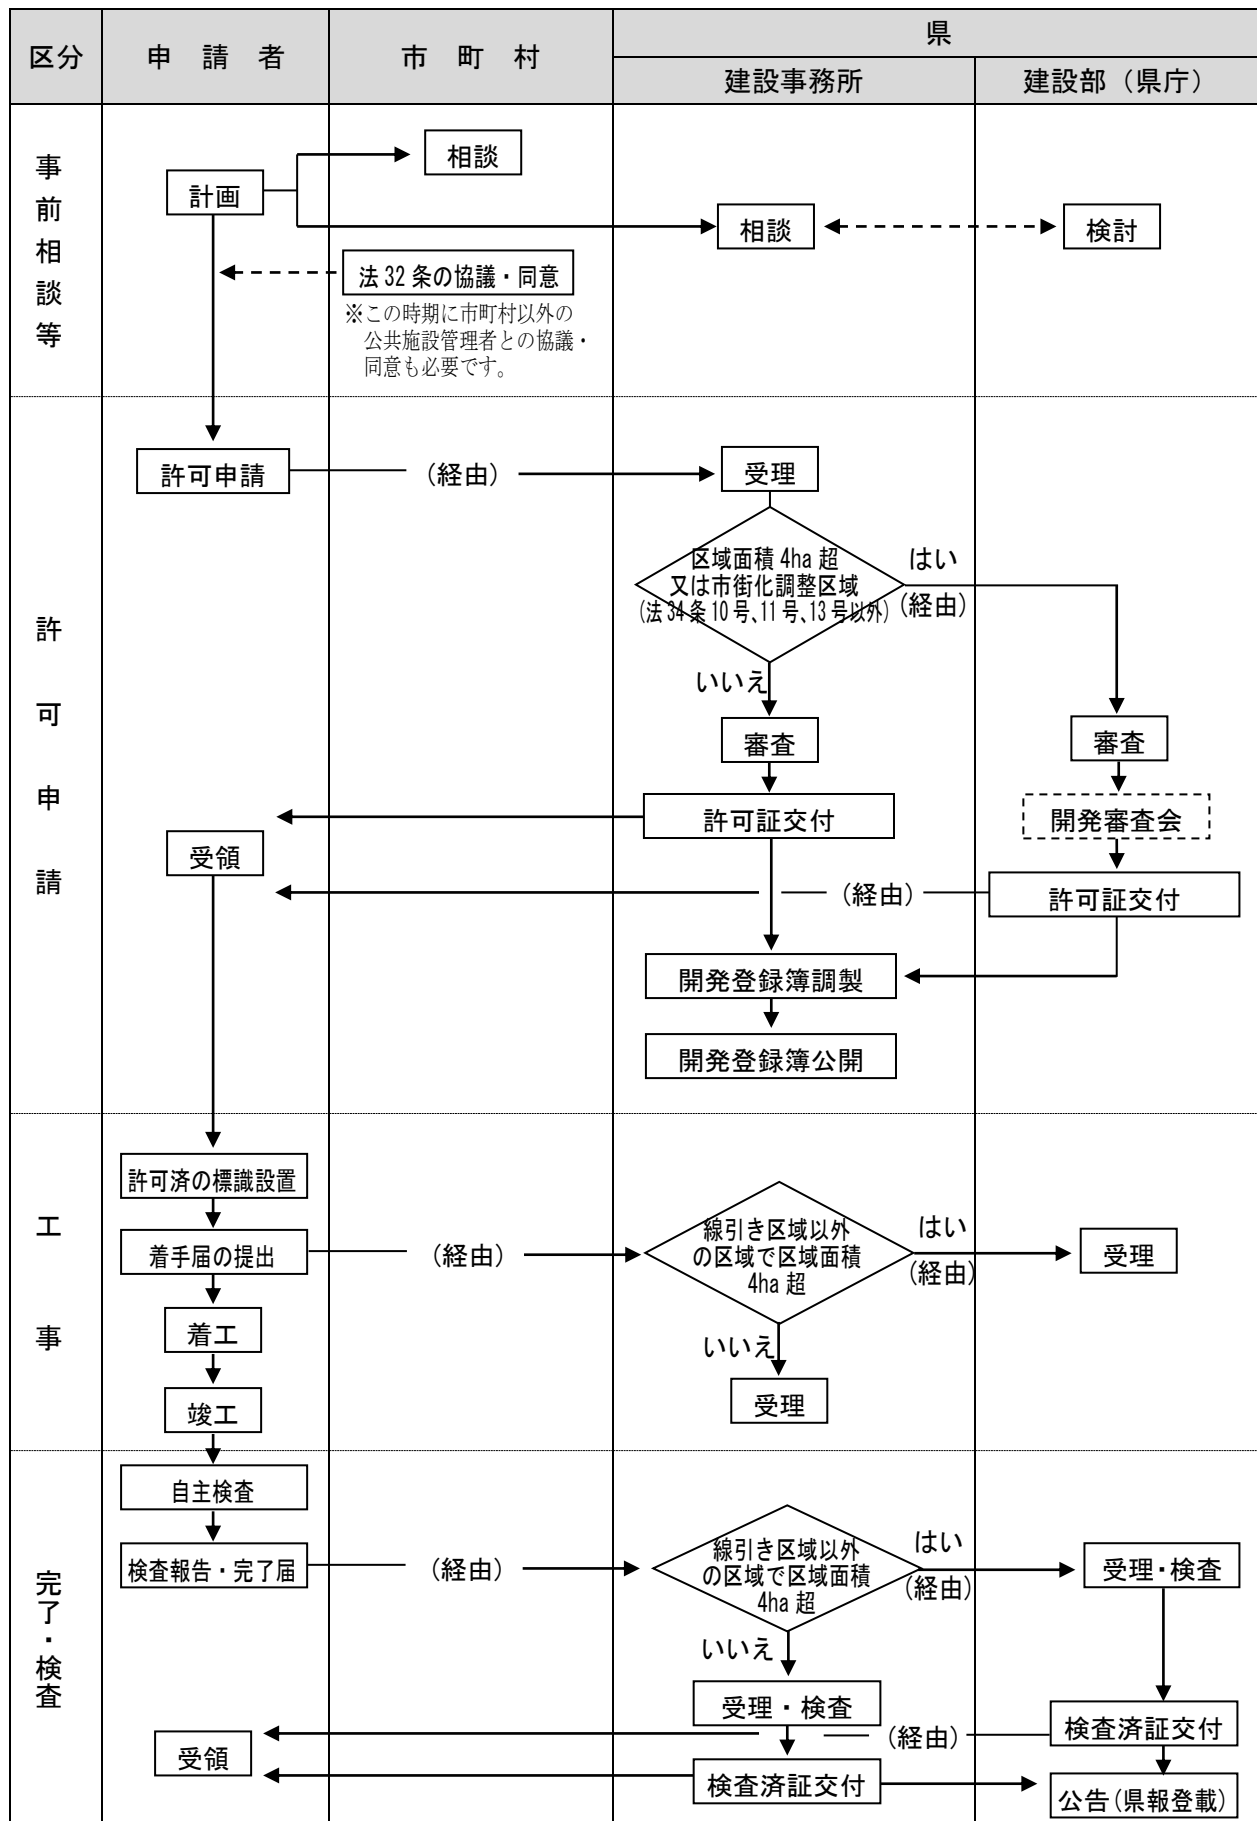 区分
申請者
市町村
県
建設事務所
建設部（県庁）
事前相談等
計画
相談
相談
検討
法32条の協議・同意
※この時期に市町村以外の
公共施設管理者との協議・
同意も必要です。
許可申請
許可申請
（経由）
受理
区域面積 4ha 超
又は市街化調整区域
(法34条10号､11号､13号以外)
はい
(経由)
いいえ
審査
審査
許可証交付
開発審査会
受領
（経由）
許可証交付
開発登録簿調製
開発登録簿公開
工事
許可済の標識設置
着手届の提出
（経由）
線引き区域以外
の区域で区域面積
4ha 超
はい
(経由)
受理
いいえ
受理
着工
竣工
完了・検査
自主検査
検査報告・完了届
（経由）
線引き区域以外
の区域で区域面積
4ha 超
はい
(経由)
受理・検査
いいえ
受理・検査
（経由）
検査済証交付
受領
検査済証交付
公告(県報登載)